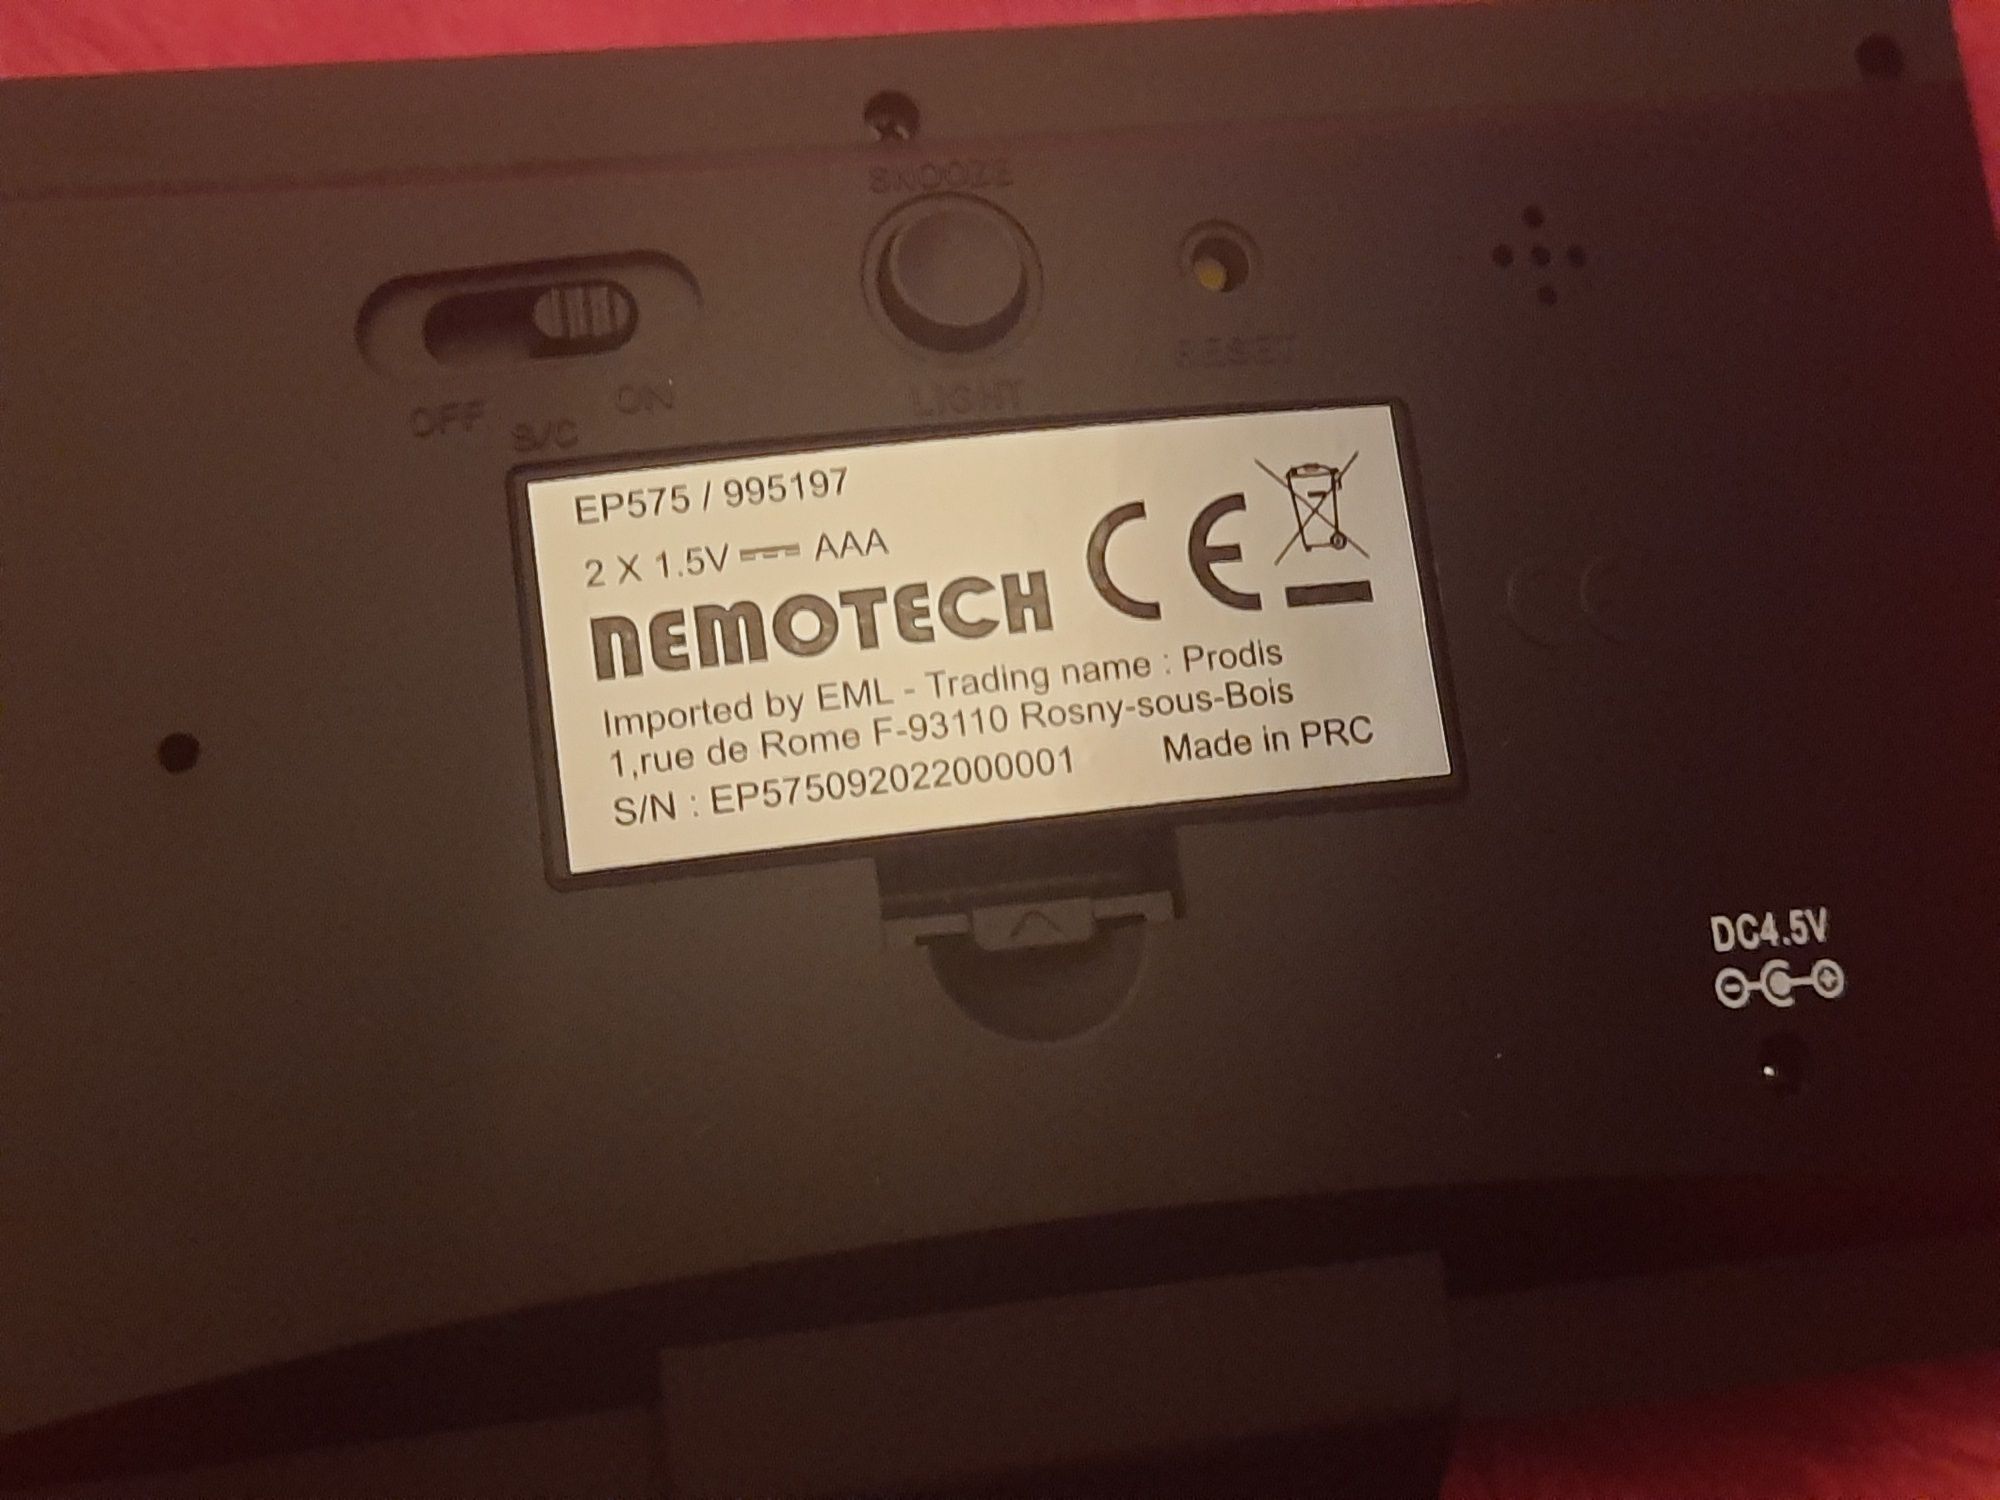 SNOOZE
OFF S/C ON
LIGHT
RESET
EP575 / 995197
2 X 1.5V AAA
NEMOTECH CE
Imported by EML - Trading name : Prodis
1,rue de Rome F-93110 Rosny-sous-Bois
S/N : EP575092022000001 Made in PRC
DC4.5V